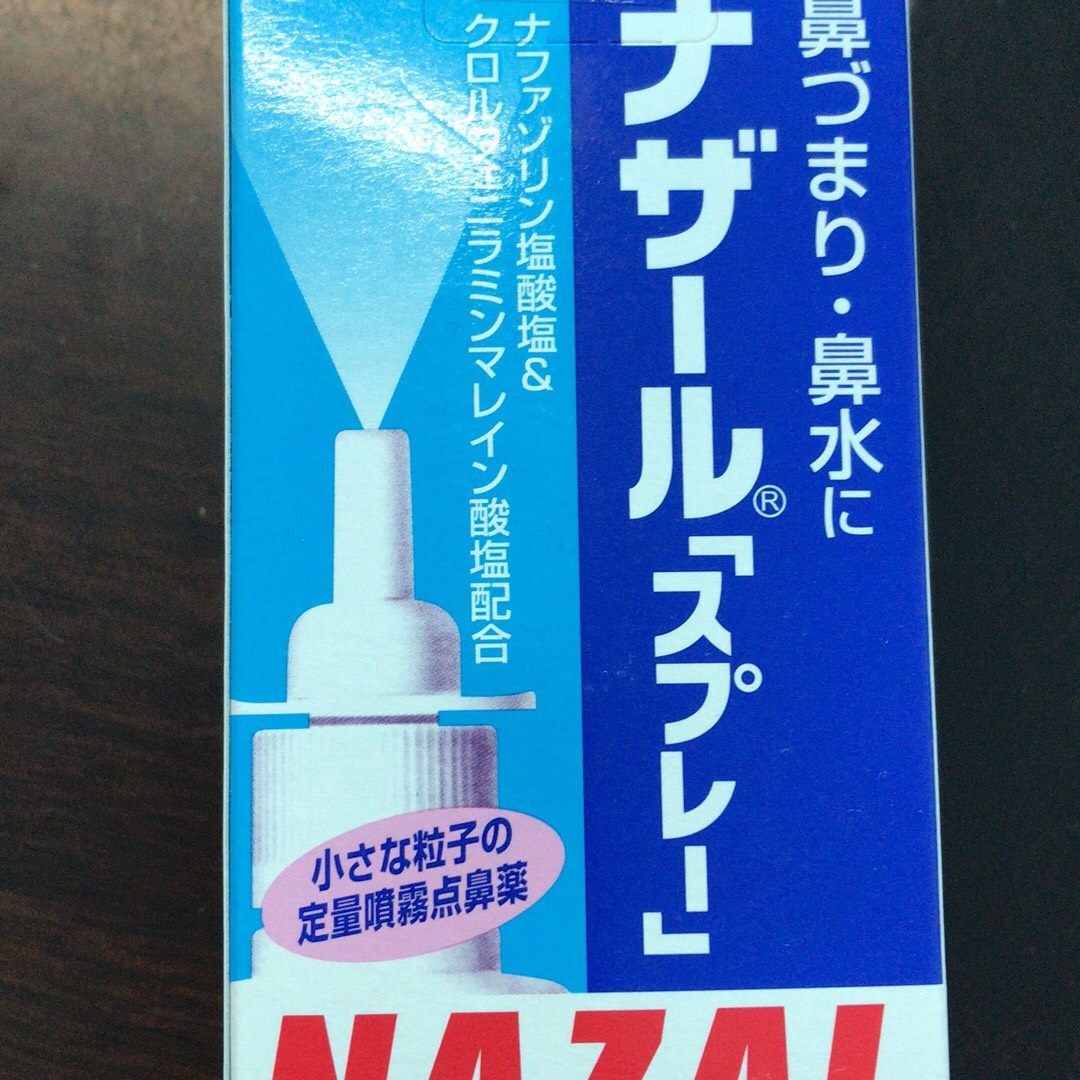 鼻づまり・鼻水に
ナザール®「スプレー」
ナファゾリン塩酸塩&
クロルフェニラミンマレイン酸塩配合
小さな粒子の
定量噴霧点鼻薬
NAZAL